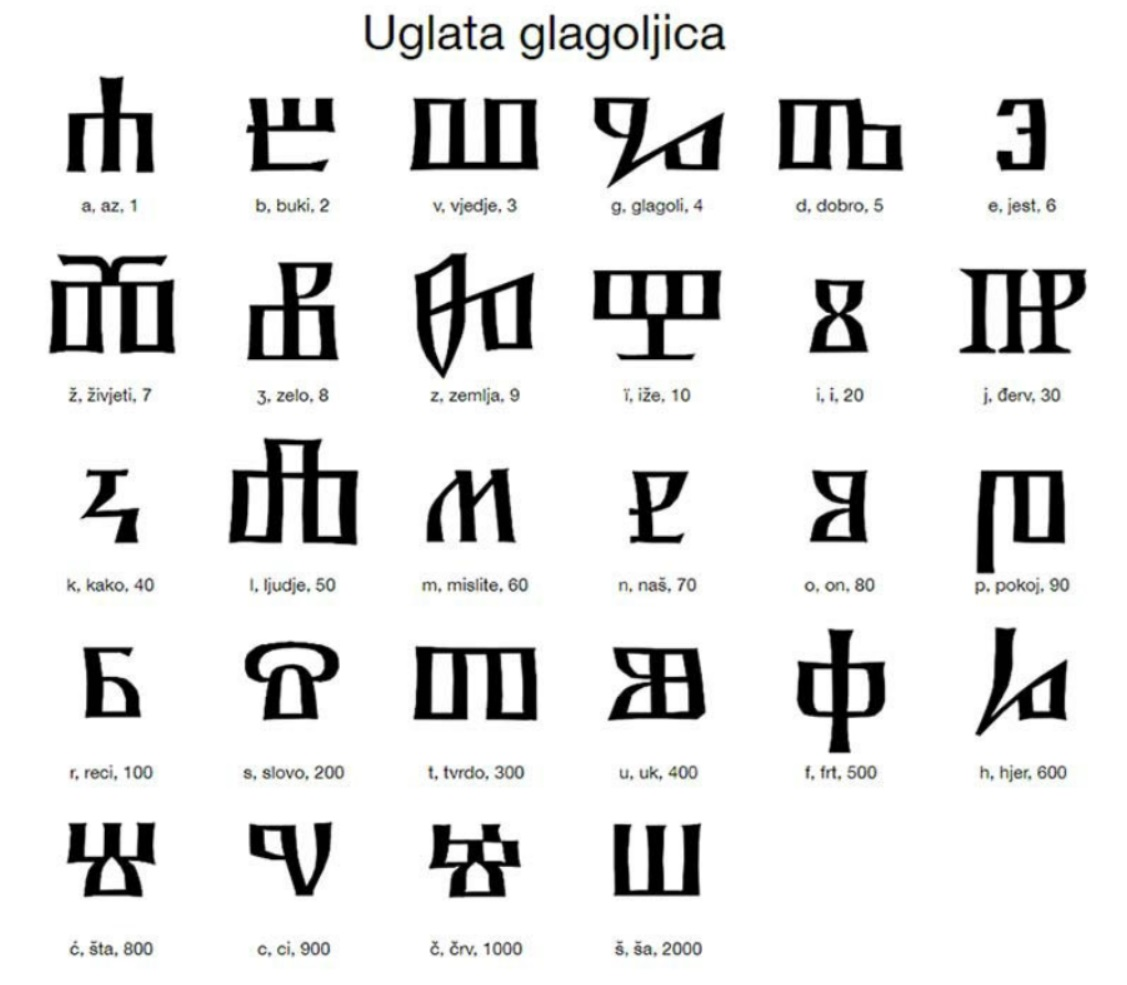 Uglata glagoljica
Ⰰ Ⰱ Ⰲ Ⰳ Ⰴ Ⰵ
a, az, 1 b, buki, 2 v, vjedje, 3 g, glagoli, 4 d, dobro, 5 e, jest, 6
Ⰶ Ⰷ Ⰸ Ⰹ Ⰻ Ⰼ
ž, živjeti, 7 ʒ, zelo, 8 z, zemlja, 9 ï, iže, 10 i, i, 20 j, đerv, 30
Ⰽ Ⰾ Ⱞ Ⱀ Ⱁ Ⱂ
k, kako, 40 l, ljudje, 50 m, mislite, 60 n, naš, 70 o, on, 80 p, pokoj, 90
Ⱃ Ⱄ Ⱅ Ⱆ Ⱇ Ⱈ
r, reci, 100 s, slovo, 200 t, tvrdo, 300 u, uk, 400 f, frt, 500 h, hjer, 600
Ⱋ Ⱌ Ⱍ Ⱎ
ć, šta, 800 c, ci, 900 č, črv, 1000 š, ša, 2000